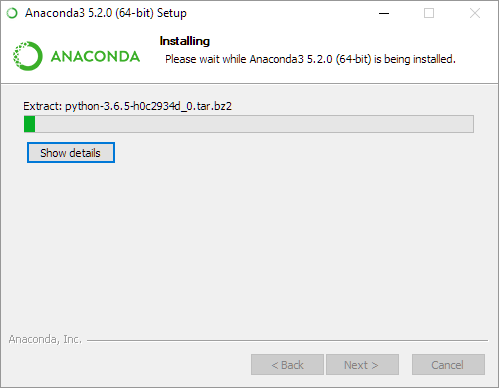 Anaconda3 5.2.0 (64-bit) Setup
ANACONDA
Installing
Please wait while Anaconda3 5.2.0 (64-bit) is being installed.
Extract: python-3.6.5-h0c2934d_0.tar.bz2
Show details
Anaconda, Inc.
< Back
Next >
Cancel